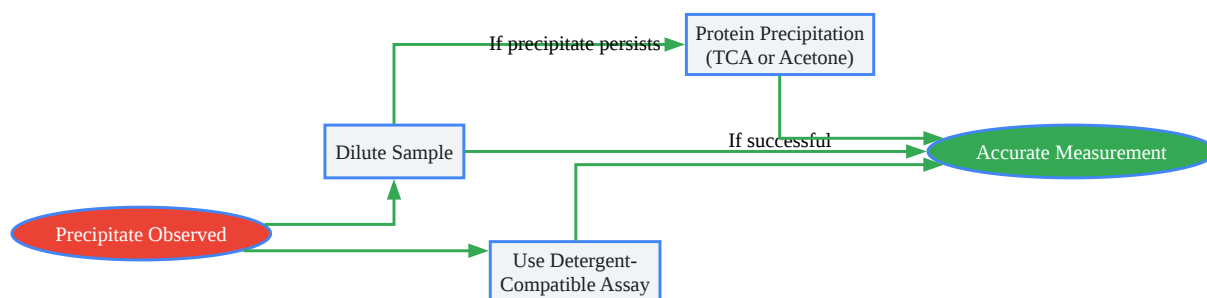 If precipitate persists
Protein Precipitation
(TCA or Acetone)
If successful
Dilute Sample
Accurate Measurement
Precipitate Observed
Use Detergent-
Compatible Assay